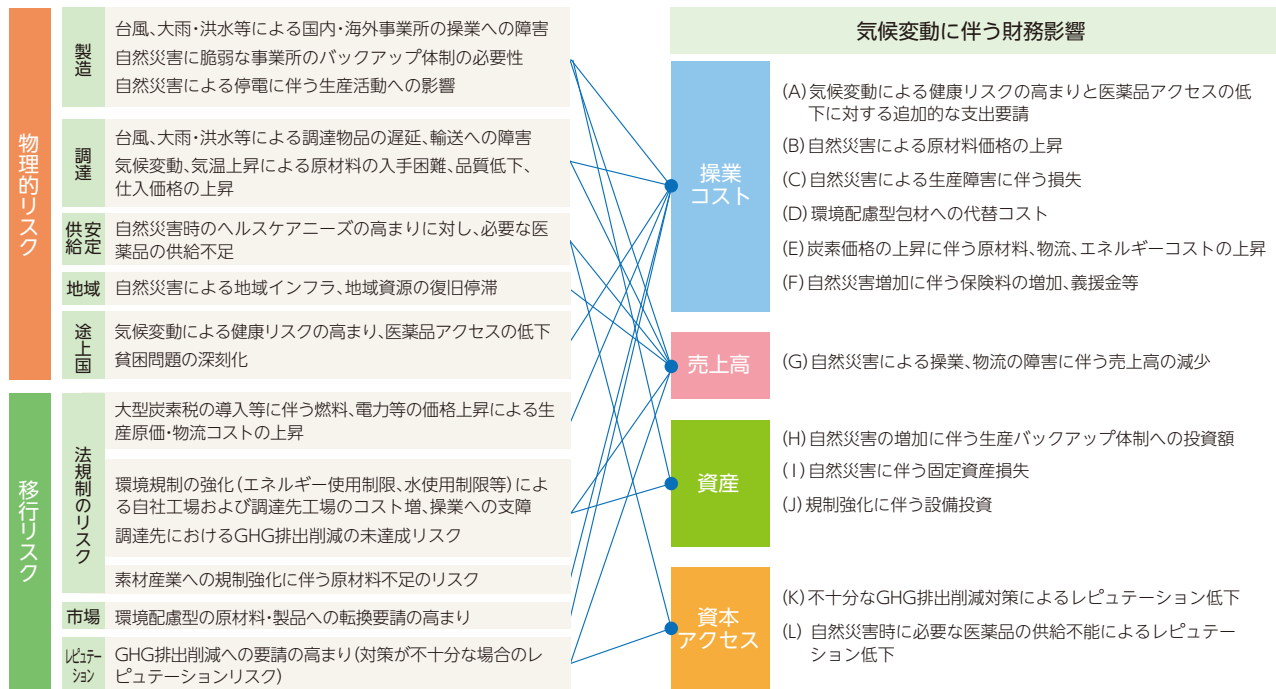 物理的リスク
製造
台風、大雨・洪水等による国内・海外事業所の操業への障害
自然災害に脆弱な事業所のバックアップ体制の必要性
自然災害による停電に伴う生産活動への影響
調達
台風、大雨・洪水等による調達物品の遅延、輸送への障害
気候変動、気温上昇による原材料の入手困難、品質低下、
仕入価格の上昇
安定
供給
自然災害時のヘルスケアニーズの高まりに対し、必要な医
薬品の供給不足
地域
自然災害による地域インフラ、地域資源の復旧停滞
途上国
気候変動による健康リスクの高まり、医薬品アクセスの低下
貧困問題の深刻化
移行リスク
法規制のリスク
大型炭素税の導入等に伴う燃料、電力等の価格上昇による生
産原価・物流コストの上昇
環境規制の強化(エネルギー使用制限、水使用制限等)によ
る自社工場および調達先工場のコスト増、操業への支障
調達先におけるGHG排出削減の未達成リスク
素材産業への規制強化に伴う原材料不足のリスク
市場
環境配慮型の原材料・製品への転換要請の高まり
レピュテー
ション
GHG排出削減への要請の高まり(対策が不十分な場合のレ
ピュテーションリスク)
気候変動に伴う財務影響
操業
コスト
(A)気候変動による健康リスクの高まりと医薬品アクセスの低
下に対する追加的な支出要請
(B)自然災害による原材料価格の上昇
(C)自然災害による生産障害に伴う損失
(D)環境配慮型包材への代替コスト
(E)炭素価格の上昇に伴う原材料、物流、エネルギーコストの上昇
(F)自然災害増加に伴う保険料の増加、義援金等
売上高
(G)自然災害による操業、物流の障害に伴う売上高の減少
資産
(H)自然災害の増加に伴う生産バックアップ体制への投資額
(I)自然災害に伴う固定資産損失
(J)規制強化に伴う設備投資
資本
アクセス
(K)不十分なGHG排出削減対策によるレピュテーション低下
(L) 自然災害時に必要な医薬品の供給不能によるレピュテー
ション低下